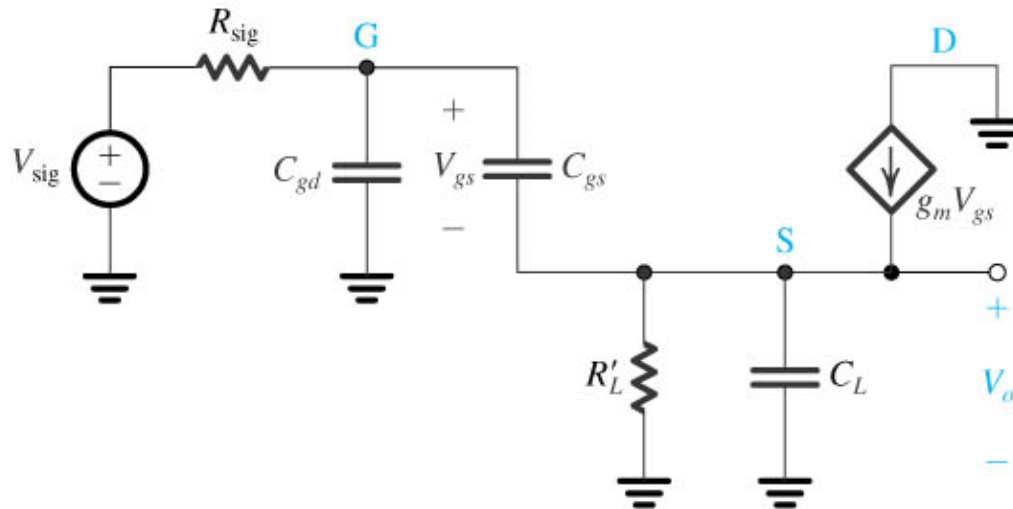 R_sig
G
D
V_sig
+
−
C_gd
+
V_gs
−
C_gs
g_m V_gs
S
R'_L
C_L
+
V_o
−